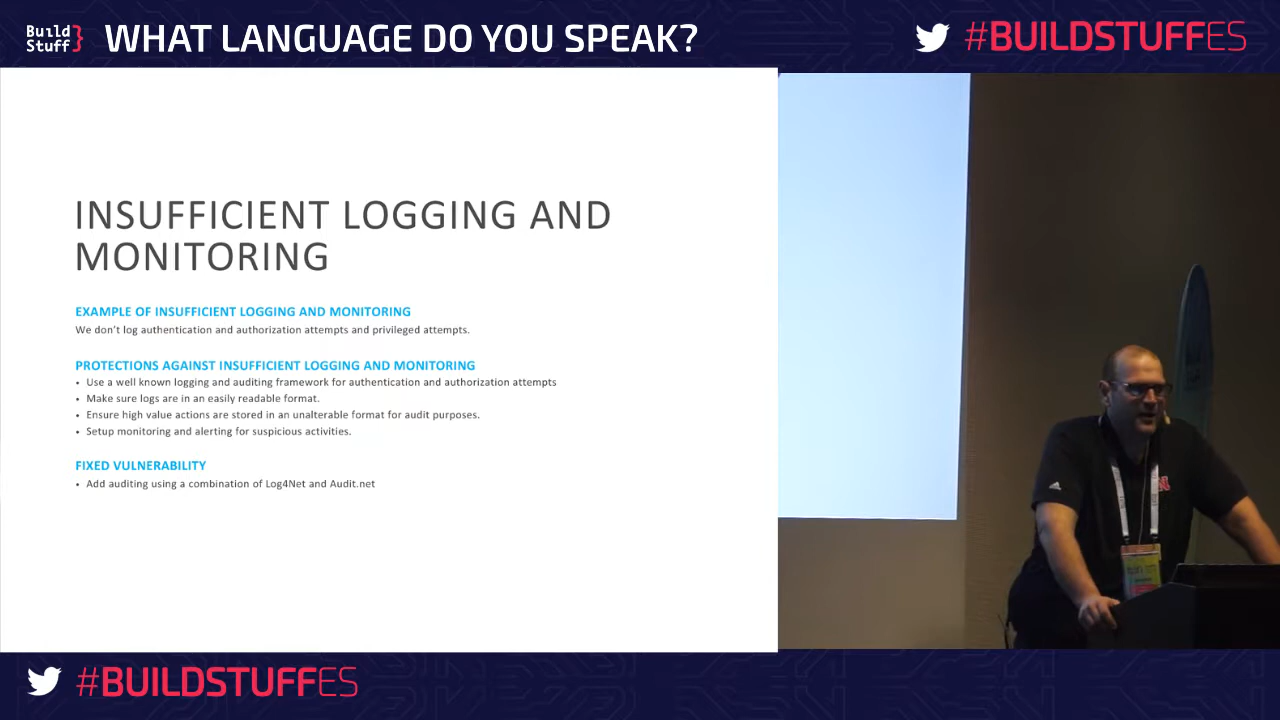 Build
Stuff}
WHAT LANGUAGE DO YOU SPEAK?
#BUILDSTUFFES
INSUFFICIENT LOGGING AND
MONITORING
EXAMPLE OF INSUFFICIENT LOGGING AND MONITORING
We don't log authentication and authorization attempts and privileged attempts.
PROTECTIONS AGAINST INSUFFICIENT LOGGING AND MONITORING
• Use a well known logging and auditing framework for authentication and authorization attempts
• Make sure logs are in an easily readable format.
• Ensure high value actions are stored in an unalterable format for audit purposes.
• Setup monitoring and alerting for suspicious activities.
FIXED VULNERABILITY
• Add auditing using a combination of Log4Net and Audit.net
#BUILDSTUFFES